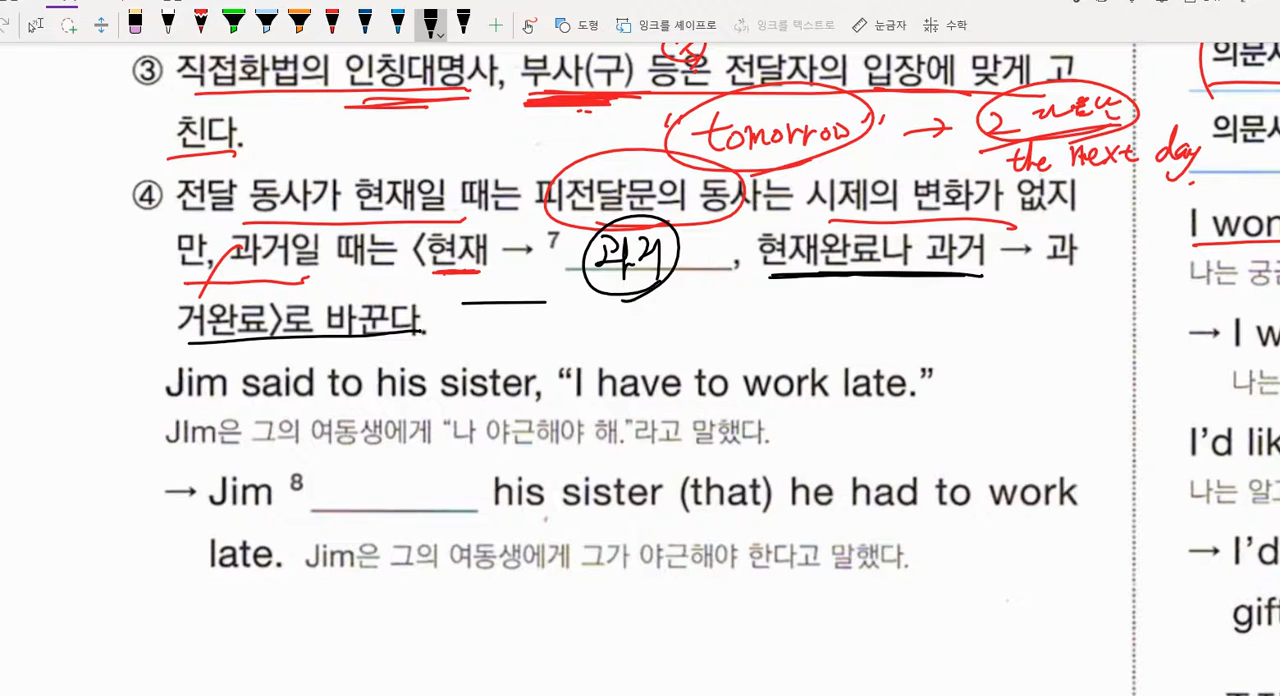 도형
잉크를 셰이프로
잉크를 텍스트로
눈금자
수학
③ 직접화법의 인칭대명사, 부사(구) 등은 전달자의 입장에 맞게 고
친다.
"tomorrow" → 2
the next day
④ 전달 동사가 현재일 때는 피전달문의 동사는 시제의 변화가 없지
만, 과거일 때는 〈현재 → 7 과거, 현재완료나 과거 → 과
거완료〉로 바꾼다.
Jim said to his sister, “I have to work late.”
JIm은 그의 여동생에게 “나 야근해야 해.”라고 말했다.
→ Jim 8 ________ his sister (that) he had to work
late. Jim은 그의 여동생에게 그가 야근해야 한다고 말했다.
의문사
의문사
I won
나는 궁금
→ I w
나는
I'd lik
나는 알고
→ I'd
gift